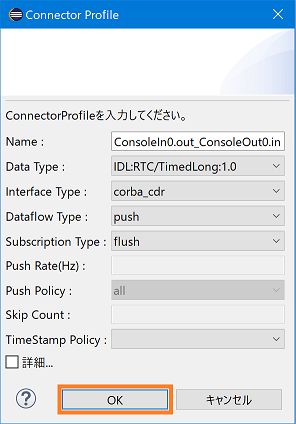 Connector Profile
ConnectorProfileを入力してください。
Name : ConsoleIn0.out_ConsoleOut0.in
Data Type : IDL:RTC/TimedLong:1.0
Interface Type : corba_cdr
Dataflow Type : push
Subscription Type : flush
Push Rate(Hz) :
Push Policy : all
Skip Count :
TimeStamp Policy :
詳細...
? OK キャンセル